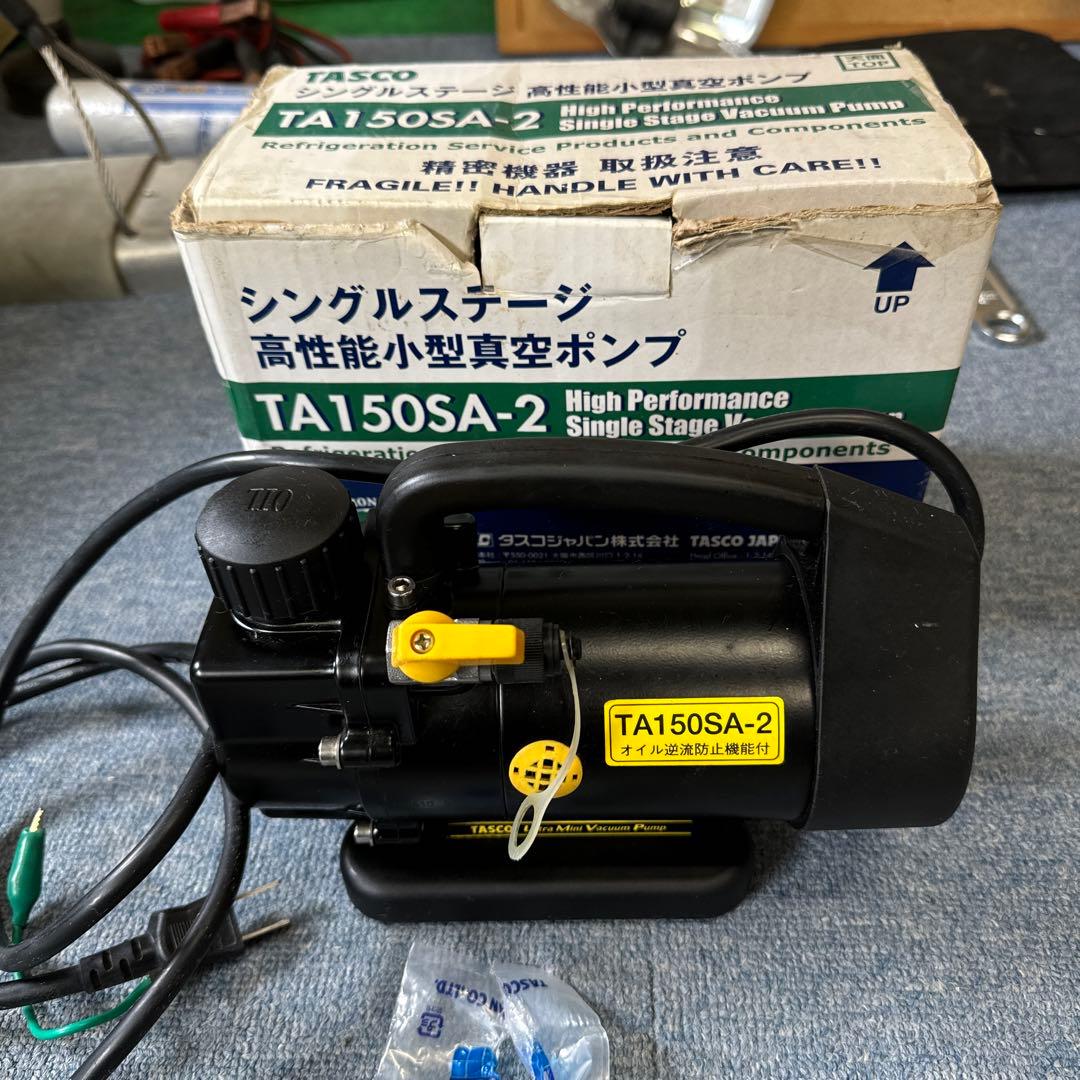 TASCO
シングルステージ 高性能小型真空ポンプ
天面
TOP
TA150SA-2 High Performance
Single Stage Vacuum Pump
Refrigeration Service Products and Components
精密機器 取扱注意
FRAGILE!! HANDLE WITH CARE!!
UP
シングルステージ
高性能小型真空ポンプ
TA150SA-2 High Performance
Single Stage
OIL
タスコジャパン株式会社 TASCO JAP
TA150SA-2
オイル逆流防止機能付
TASCO Ultra Mini Vacuum Pump
TASCO
AN CO., LTD.